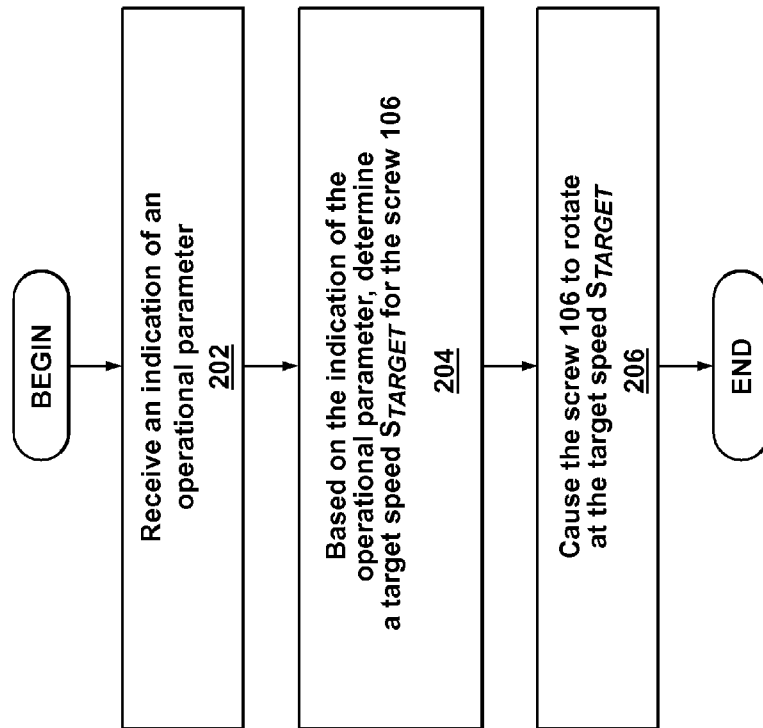 BEGIN
Receive an indication of an
operational parameter
202
Based on the indication of the
operational parameter, determine
a target speed STARGET for the screw 106
204
Cause the screw 106 to rotate
at the target speed STARGET
206
END